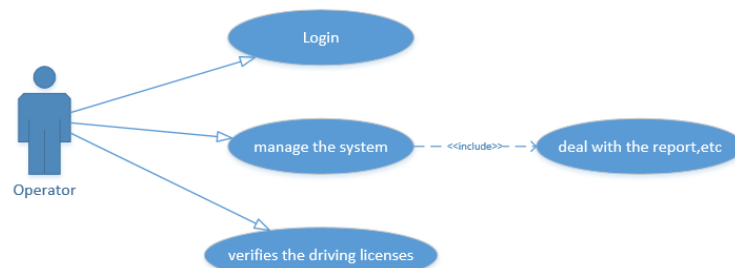 Login
manage the system
<<include>>
deal with the report,etc
Operator
verifies the driving licenses